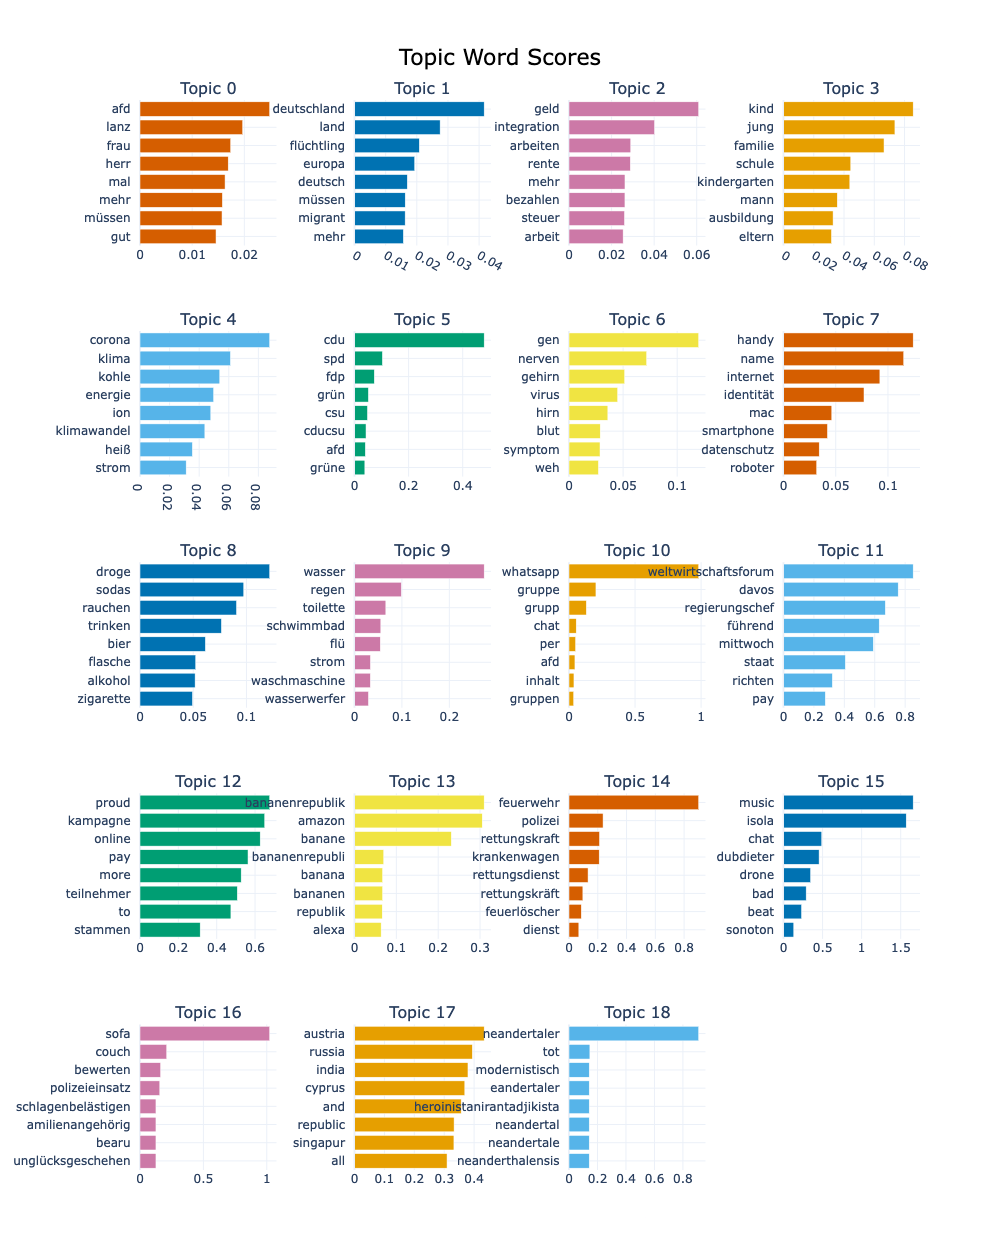 Topic Word Scores
Topic 0
afd
lanz
frau
herr
mal
mehr
müssen
gut
0 0.01 0.02
Topic 1
deutschland
land
flüchtling
europa
deutsch
müssen
migrant
mehr
0 0.01 0.02 0.03 0.04
Topic 2
geld
integration
arbeiten
rente
mehr
bezahlen
steuer
arbeit
0 0.02 0.04 0.06
Topic 3
kind
jung
familie
schule
kindergarten
mann
ausbildung
eltern
0 0.02 0.04 0.06 0.08
Topic 4
corona
klima
kohle
energie
ion
klimawandel
heiß
strom
0 0.02 0.04 0.06 0.08
Topic 5
cdu
spd
fdp
grün
csu
cducsu
afd
grüne
0 0.2 0.4
Topic 6
gen
nerven
gehirn
virus
hirn
blut
symptom
weh
0 0.05 0.1
Topic 7
handy
name
internet
identität
mac
smartphone
datenschutz
roboter
0 0.05 0.1
Topic 8
droge
sodas
rauchen
trinken
bier
flasche
alkohol
zigarette
0 0.05 0.1
Topic 9
wasser
regen
toilette
schwimmbad
flü
strom
waschmaschine
wasserwerfer
0 0.1 0.2
Topic 10
whatsapp
gruppe
grupp
chat
per
afd
inhalt
gruppen
0 0.5 1
Topic 11
weltwirtschaftsforum
davos
regierungschef
führend
mittwoch
staat
richten
pay
0 0.2 0.4 0.6 0.8
Topic 12
proud
kampagne
online
pay
more
teilnehmer
to
stammen
0 0.2 0.4 0.6
Topic 13
bananenrepublik
amazon
banane
bananenrepubli
banana
bananen
republik
alexa
0 0.1 0.2 0.3
Topic 14
feuerwehr
polizei
rettungskraft
krankenwagen
rettungsdienst
rettungskräft
feuerlöscher
dienst
0 0.2 0.4 0.6 0.8
Topic 15
music
isola
chat
dubdieter
drone
bad
beat
sonoton
0 0.5 1 1.5
Topic 16
sofa
couch
bewerten
polizeieinsatz
schlagenbelästigen
amilienangehörig
bearu
unglücksgeschehen
0 0.5 1
Topic 17
austria
russia
india
cyprus
and
republic
singapur
all
0 0.1 0.2 0.3 0.4
Topic 18
neandertaler
tot
modernistisch
eandertaler
heroinistanirantadjikista
neandertal
neandertale
neanderthalensis
0 0.2 0.4 0.6 0.8